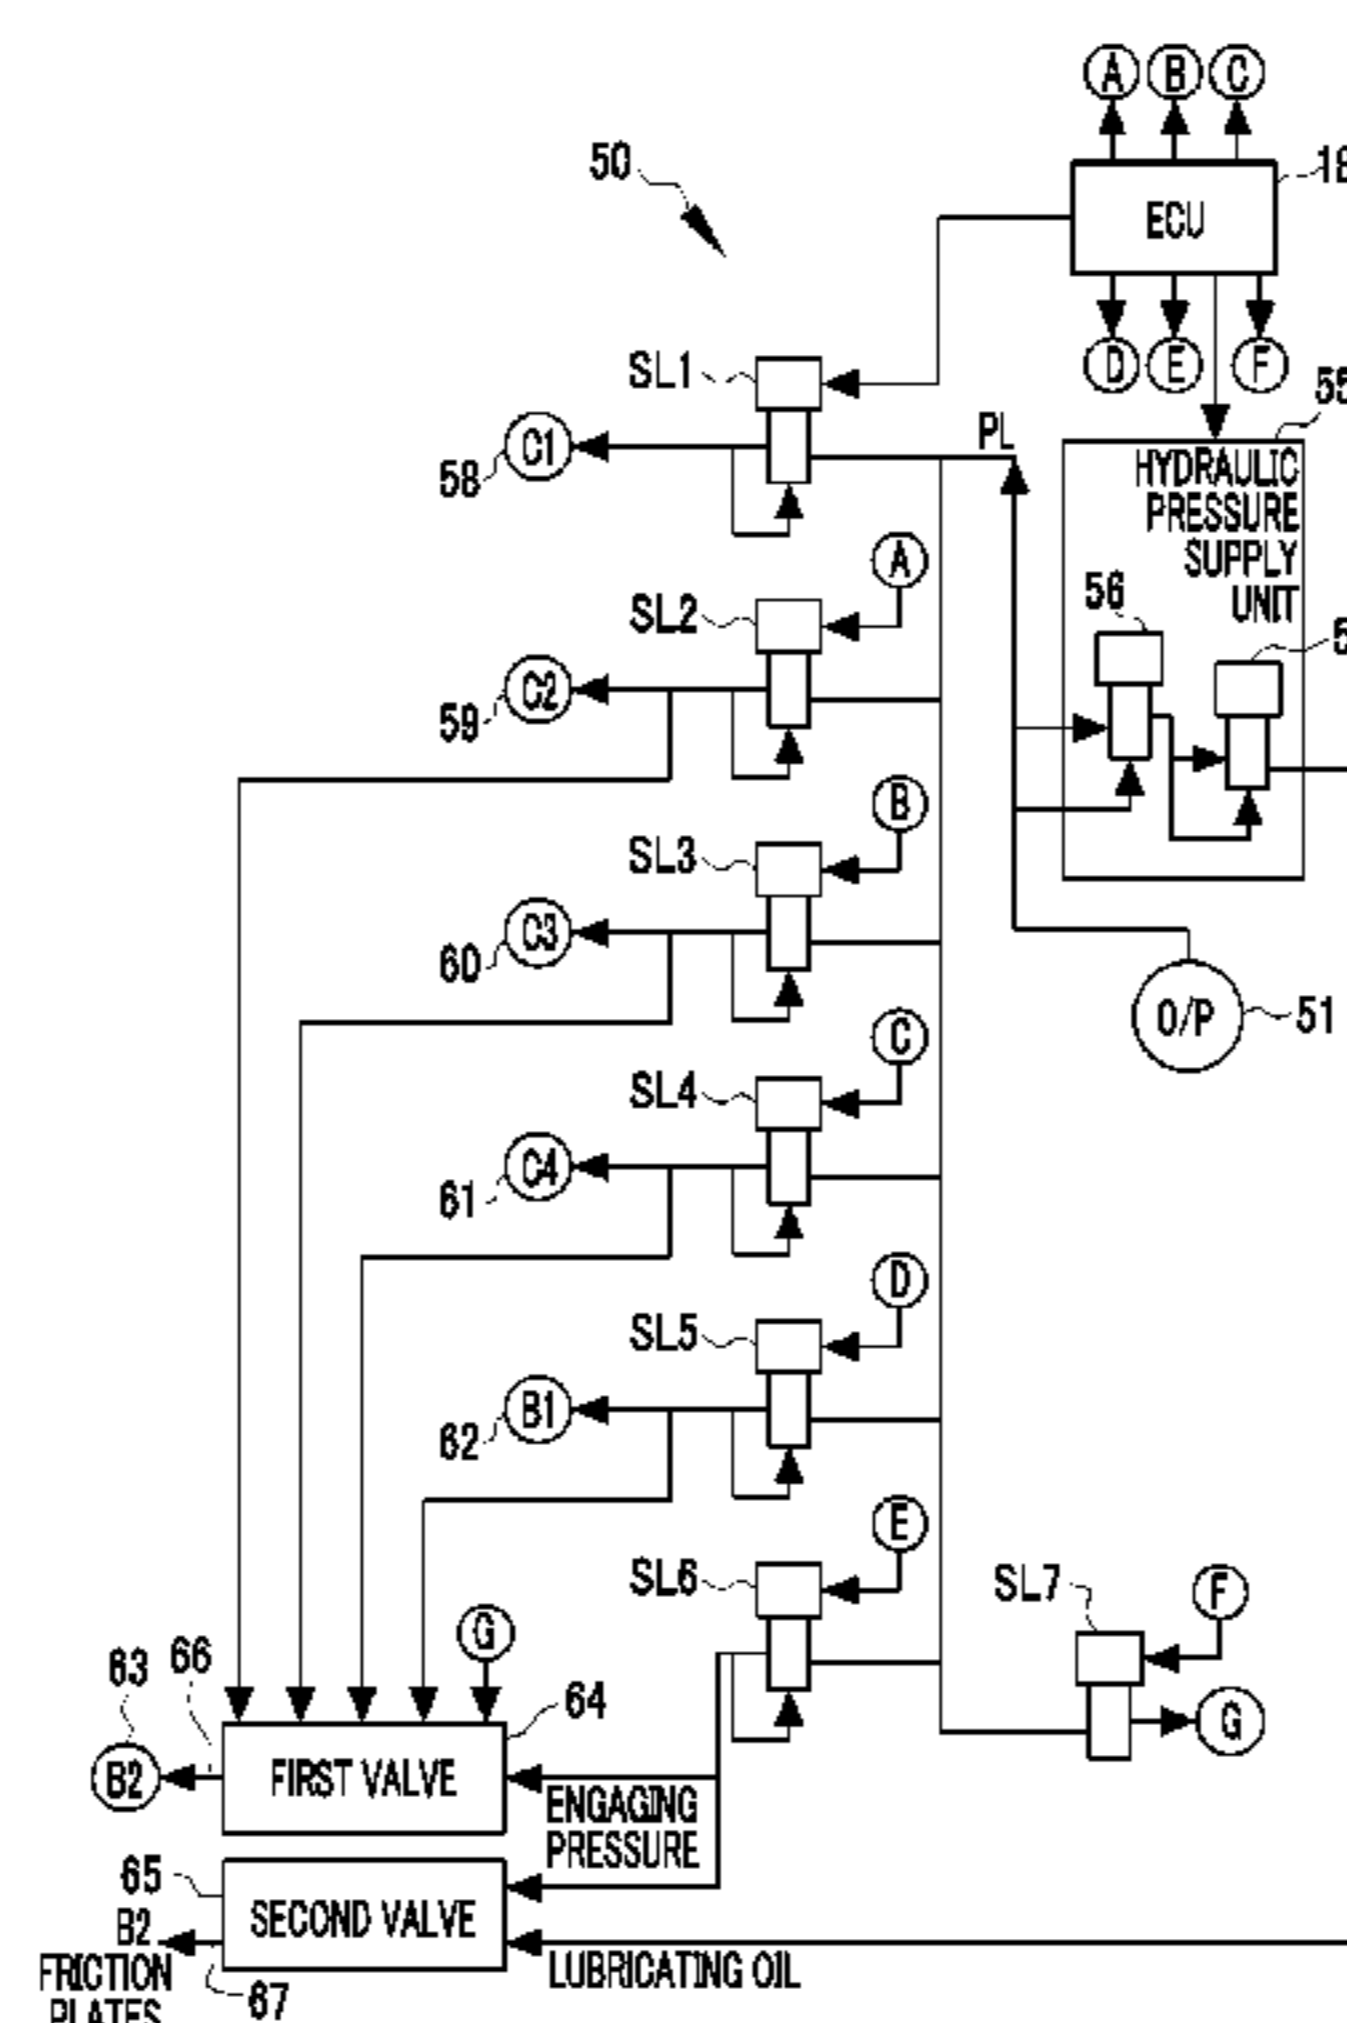 A B C
50
18
ECU
D E F
SL1
55
PL
C1
58
HYDRAULIC
PRESSURE
SUPPLY
UNIT
A
56
SL2
C2
59
B
SL3
C3
60
C
O/P 51
SL4
C4
61
D
SL5
B1
62
E
SL6
SL7 F
G
63 66
64
G
B2
FIRST VALVE
ENGAGING
PRESSURE
65
SECOND VALVE
B2
FRICTION
PLATES
LUBRICATING OIL
67